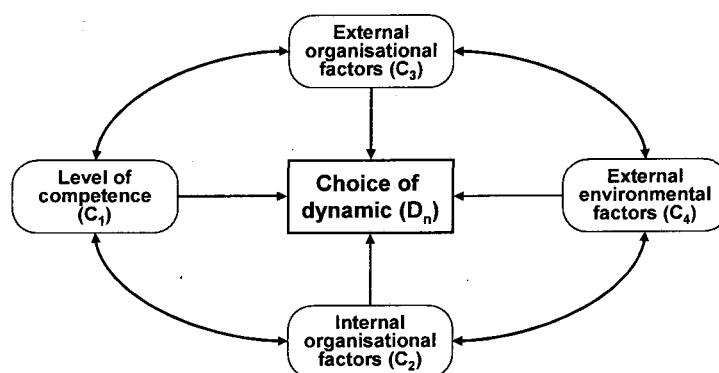 External
organisational
factors (C₃)
Level of
competence
(C₁)
Choice of
dynamic (Dₙ)
External
environmental
factors (C₄)
Internal
organisational
factors (C₂)